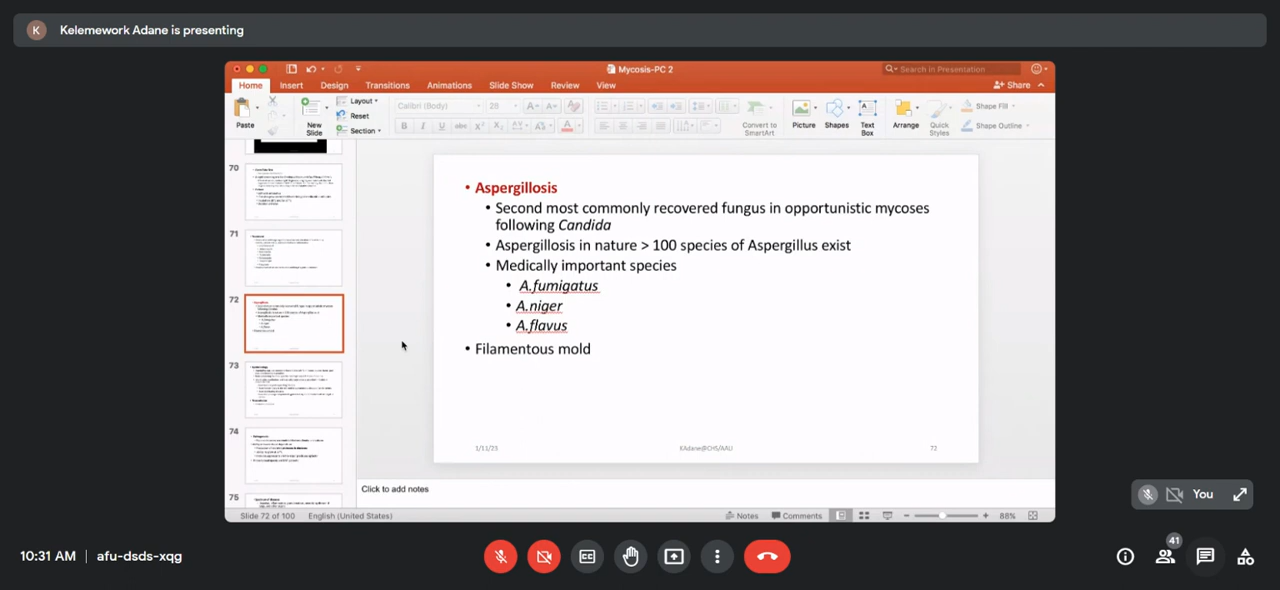 K Kelemework Adane is presenting
Mycosis-PC 2
Search in Presentation
Home Insert Design Transitions Animations Slide Show Review View
Share
Paste
New Slide
Layout
Reset
Section
Calibri (Body) 28
Convert to SmartArt
Picture Shapes Text Box Arrange Quick Styles
Shape Fill
Shape Outline
70
71
72
73
74
75
• Aspergillosis
• Second most commonly recovered fungus in opportunistic mycoses
following Candida
• Aspergillosis in nature > 100 species of Aspergillus exist
• Medically important species
• A.fumigatus
• A.niger
• A.flavus
• Filamentous mold
1/11/23 KAdane@CHS/AAU 72
Click to add notes
Slide 72 of 100 English (United States) Notes Comments 88%
You
10:31 AM | afu-dsds-xqg
41